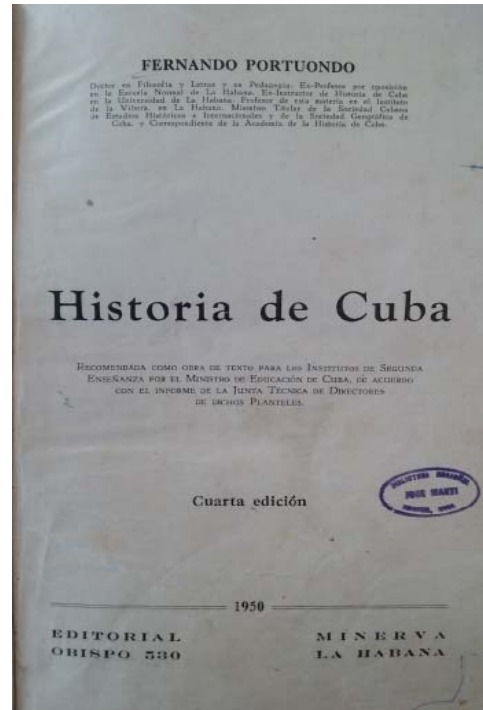 FERNANDO PORTUONDO
Doctor en Filosofía y Letras y en Pedagogía. Ex-Profesor por oposición
en la Escuela Normal de La Habana. Ex-Instructor de Historia de Cuba
en la Universidad de La Habana. Profesor de esta materia en el Instituto
de la Víbora, en La Habana. Miembro Titular de la Sociedad Cubana
de Estudios Históricos e Internacionales y de la Sociedad Geográfica de
Cuba, y Correspondiente de la Academia de la Historia de Cuba.
Historia de Cuba
RECOMENDADA COMO OBRA DE TEXTO PARA LOS INSTITUTOS DE SEGUNDA
ENSEÑANZA POR EL MINISTRO DE EDUCACIÓN DE CUBA, DE ACUERDO
CON EL INFORME DE LA JUNTA TÉCNICA DE DIRECTORES
DE DICHOS PLANTELES.
Cuarta edición
BIBLIOTECA NACIONAL
JOSE MARTI
1950
EDITORIAL MINERVA
OBISPO 530 LA HABANA